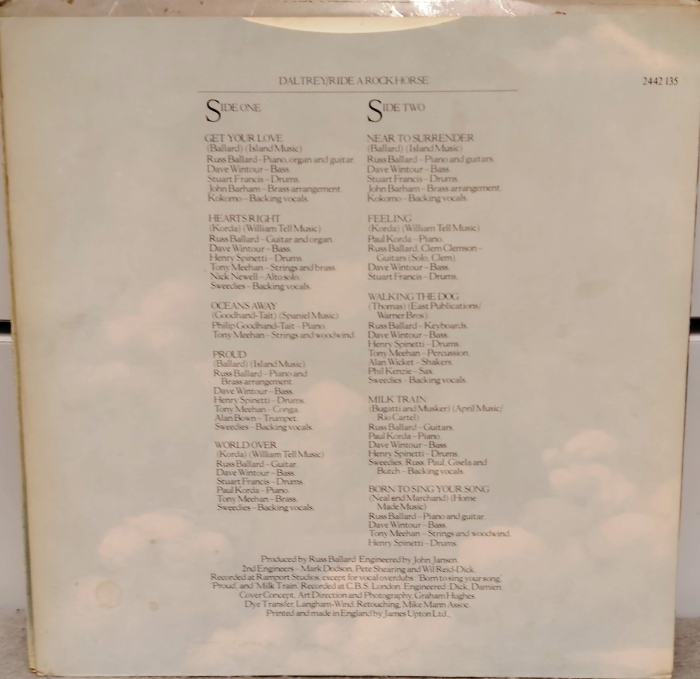 DALTREY/RIDE A ROCK HORSE
2442 135
SIDE ONE
GET YOUR LOVE
(Ballard) (Island Music)
Russ Ballard – Piano, organ and guitar.
Dave Wintour – Bass.
Stuart Francis – Drums.
John Barham – Brass arrangement.
Kokomo – Backing vocals.
HEARTS RIGHT
(Korda) (William Tell Music)
Russ Ballard – Guitar and organ.
Dave Wintour – Bass.
Henry Spinetti – Drums.
Tony Meehan – Strings and brass.
Nick Newell – Alto solo.
Sweedies – Backing vocals.
OCEANS AWAY
(Goodhand-Tait) (Spaniel Music)
Philip Goodhand-Tait – Piano.
Tony Meehan – Strings and woodwind.
PROUD
(Ballard) (Island Music)
Russ Ballard – Piano and
Brass arrangement.
Dave Wintour – Bass.
Henry Spinetti – Drums.
Tony Meehan – Conga.
Alan Bown – Trumpet.
Sweedies – Backing vocals.
WORLD OVER
(Korda) (William Tell Music)
Russ Ballard – Guitar.
Dave Wintour – Bass.
Stuart Francis – Drums.
Paul Korda – Piano.
Tony Meehan – Brass.
Sweedies – Backing vocals.
SIDE TWO
NEAR TO SURRENDER
(Ballard) (Island Music)
Russ Ballard – Piano and guitars.
Dave Wintour – Bass.
Stuart Francis – Drums.
John Barham – Brass arrangement.
Kokomo – Backing vocals.
FEELING
(Korda) (William Tell Music)
Paul Korda – Piano.
Russ Ballard, Clem Clemson –
Guitars (Solo, Clem).
Dave Wintour – Bass.
Stuart Francis – Drums.
WALKING THE DOG
(Thomas) (East Publications/
Warner Bros.)
Russ Ballard – Keyboards.
Dave Wintour – Bass.
Henry Spinetti – Drums.
Tony Meehan – Percussion.
Alan Wicket – Shakers.
Phil Kenzie – Sax.
Sweedies – Backing vocals.
MILK TRAIN
(Bugatti and Musker) (April Music/
Rio Cartel)
Russ Ballard – Guitars.
Paul Korda – Piano.
Dave Wintour – Bass.
Henry Spinetti – Drums.
Sweedies, Russ, Paul, Gisela and
Butch – Backing vocals.
BORN TO SING YOUR SONG
(Neal and Marchand) (Home
Made Music)
Russ Ballard – Piano and guitar.
Dave Wintour – Bass.
Tony Meehan – Strings and woodwind.
Henry Spinetti – Drums.
Produced by Russ Ballard. Engineered by John Jansen.
2nd Engineers – Mark Dodson, Pete Shearing and Wil Reid-Dick.
Recorded at Ramport Studios, except for vocal overdubs. 'Born to sing your song,
'Proud', and 'Milk Train'. Recorded at C.B.S. London. Engineered: Dick, Damien.
Cover Concept, Art Direction and Photography, Graham Hughes.
Dye Transfer, Langham-Wind. Retouching, Mike Mann Assoc.
Printed and made in England by James Upton Ltd.,